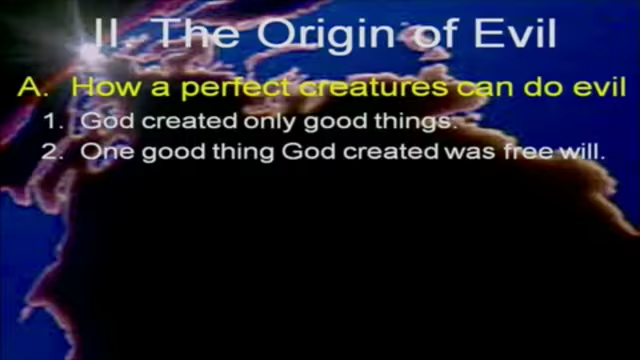 II. The Origin of Evil
A. How a perfect creatures can do evil
1. God created only good things.
2. One good thing God created was free will.